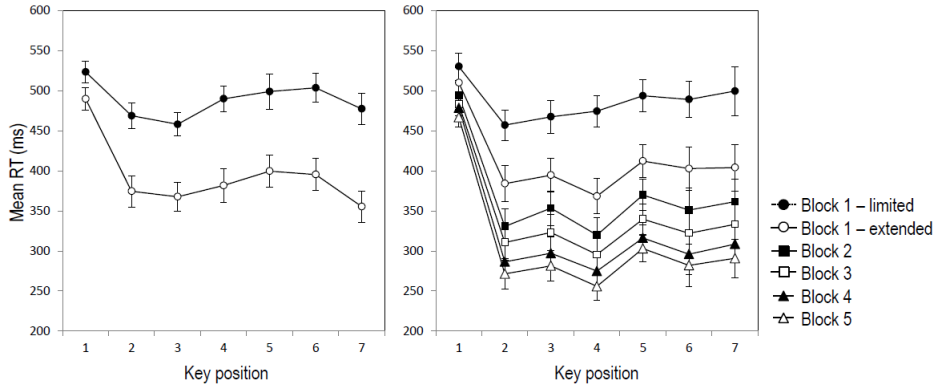 Mean RT (ms)
600
550
500
450
400
350
300
250
200
1 2 3 4 5 6 7
Key position
600
550
500
450
400
350
300
250
200
1 2 3 4 5 6 7
Key position
Block 1 – limited
Block 1 – extended
Block 2
Block 3
Block 4
Block 5